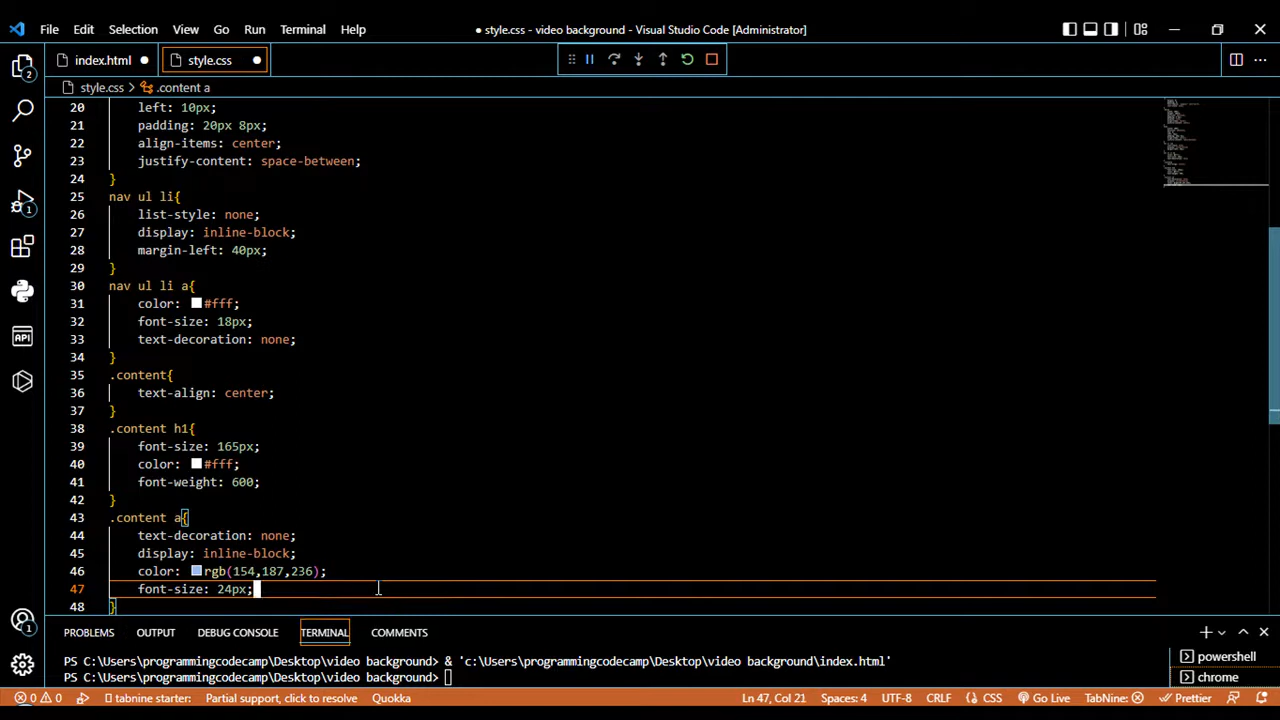 File Edit Selection View Go Run Terminal Help ● style.css - video background - Visual Studio Code [Administrator]
index.html ● style.css ●
style.css > .content a
20 left: 10px;
21 padding: 20px 8px;
22 align-items: center;
23 justify-content: space-between;
24 }
25 nav ul li{
26 list-style: none;
27 display: inline-block;
28 margin-left: 40px;
29 }
30 nav ul li a{
31 color: #fff;
32 font-size: 18px;
33 text-decoration: none;
34 }
35 .content{
36 text-align: center;
37 }
38 .content h1{
39 font-size: 165px;
40 color: #fff;
41 font-weight: 600;
42 }
43 .content a{
44 text-decoration: none;
45 display: inline-block;
46 color: rgb(154,187,236);
47 font-size: 24px;
48 }
2
1
API
1
PROBLEMS OUTPUT DEBUG CONSOLE TERMINAL COMMENTS
PS C:\Users\programmingcodecamp\Desktop\video background> & 'c:\Users\programmingcodecamp\Desktop\video background\index.html'
PS C:\Users\programmingcodecamp\Desktop\video background>
powershell
chrome
0 0 tabnine starter: Partial support, click to resolve Quokka Ln 47, Col 21 Spaces: 4 UTF-8 CRLF {} CSS Go Live TabNine: Prettier